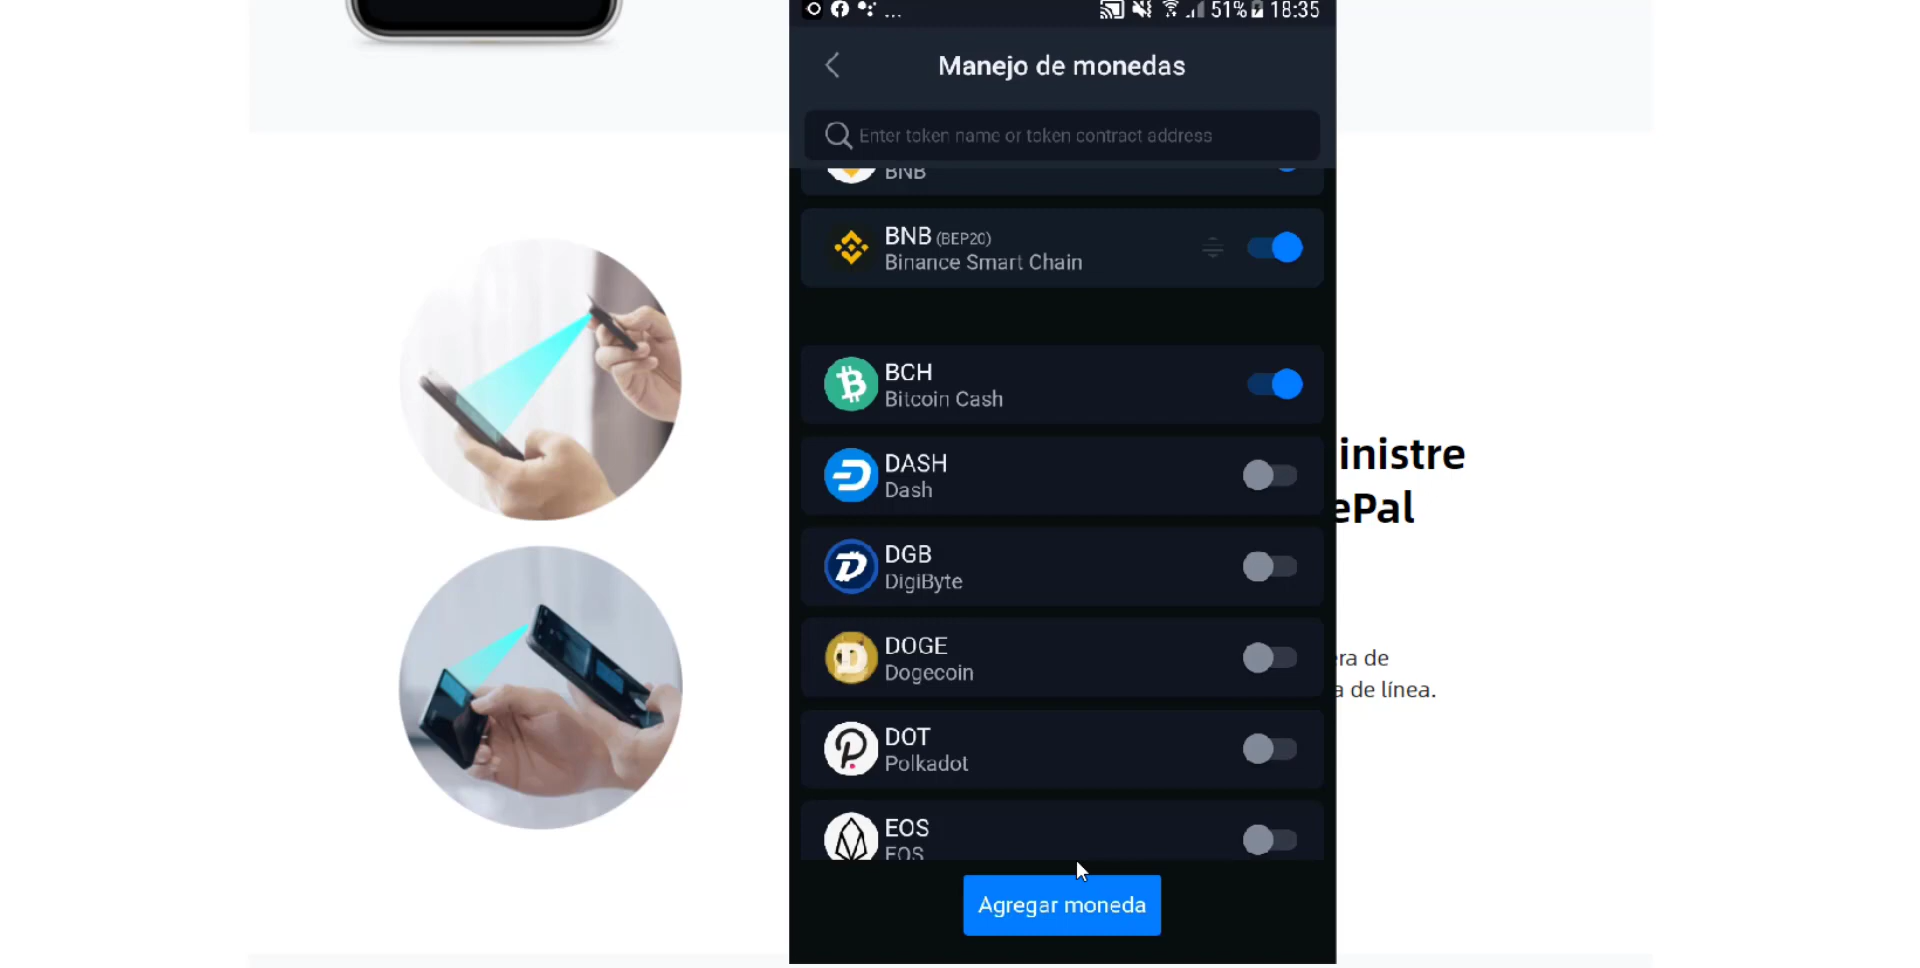 ... 51% 18:35
Manejo de monedas
Enter token name or token contract address
BNB
BNB (BEP20)
Binance Smart Chain
BCH
Bitcoin Cash
DASH
Dash
DGB
DigiByte
DOGE
Dogecoin
DOT
Polkadot
EOS
EOS
Agregar moneda
inistre
ePal
ra de
a de línea.